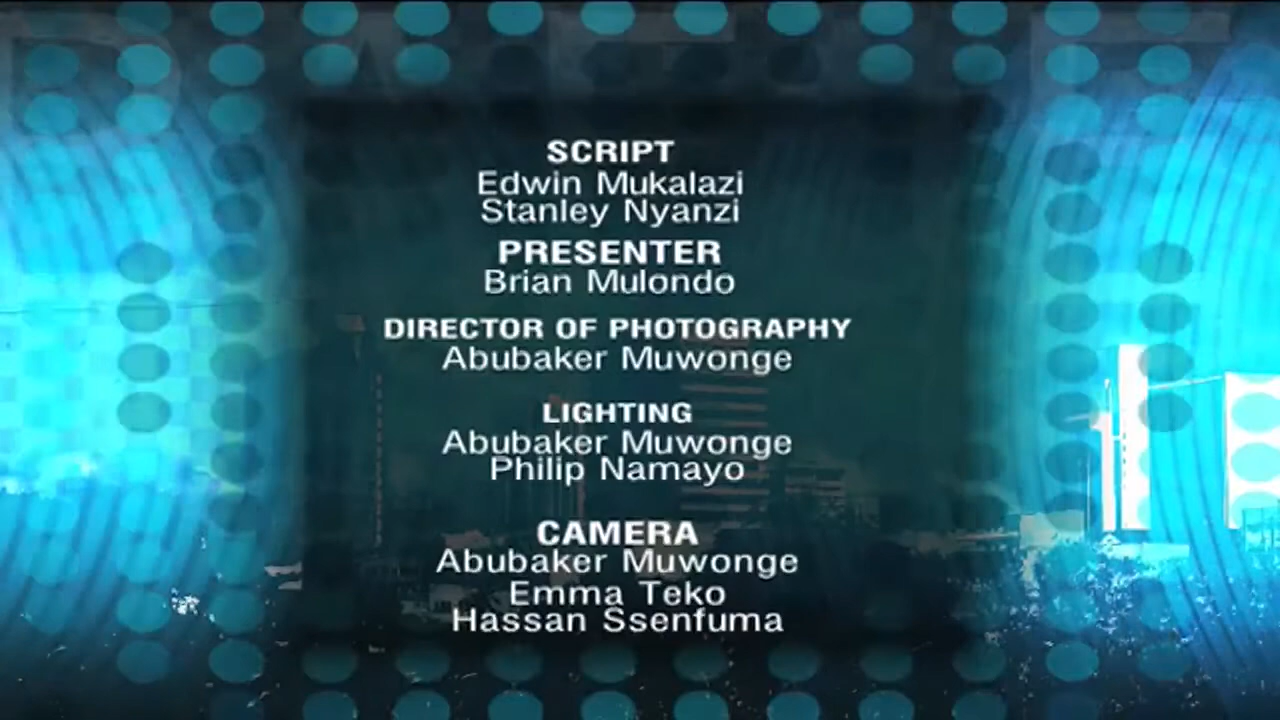 SCRIPT
Edwin Mukalazi
Stanley Nyanzi
PRESENTER
Brian Mulondo
DIRECTOR OF PHOTOGRAPHY
Abubaker Muwonge
LIGHTING
Abubaker Muwonge
Philip Namayo
CAMERA
Abubaker Muwonge
Emma Teko
Hassan Ssenfuma